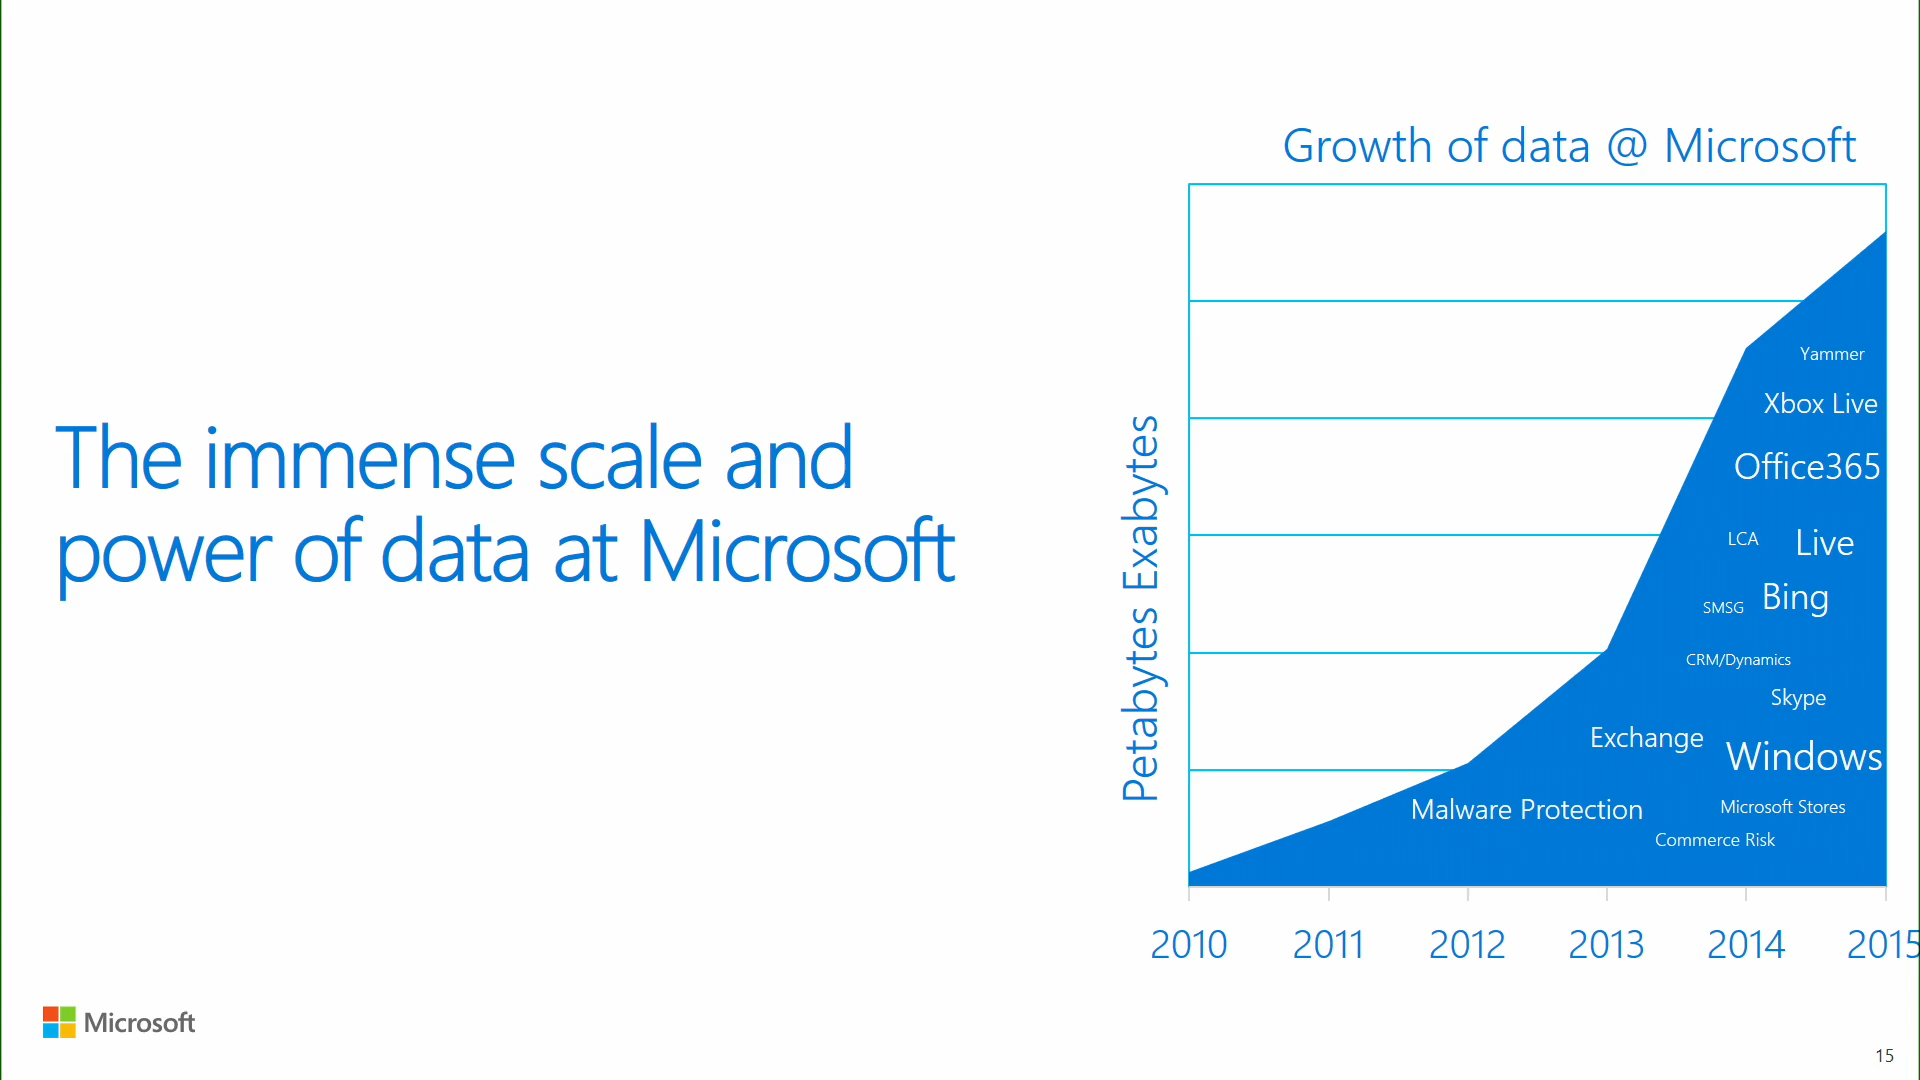 The immense scale and
power of data at Microsoft
Growth of data @ Microsoft
Petabytes Exabytes
Yammer
Xbox Live
Office365
LCA Live
SMSG Bing
CRM/Dynamics
Skype
Exchange
Windows
Malware Protection
Microsoft Stores
Commerce Risk
2010 2011 2012 2013 2014 2015
Microsoft
15